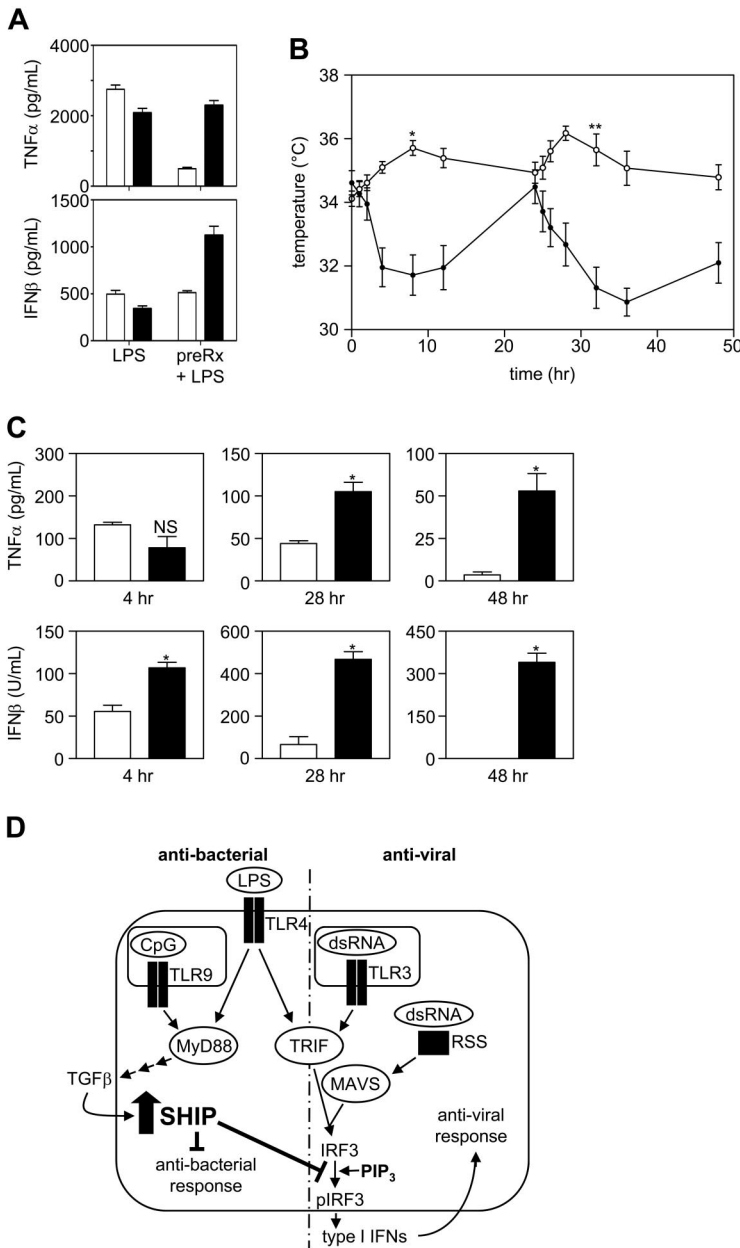 A
TNFα (pg/mL)
4000
2000
0
IFNβ (pg/mL)
1500
1000
500
0
LPS
preRx
+ LPS
B
temperature (°C)
38
36
34
32
30
*
**
0
10
20
30
40
50
time (hr)
C
TNFα (pg/mL)
300
200
100
0
NS
4 hr
150
100
50
0
*
28 hr
50
25
0
*
48 hr
IFNβ (U/mL)
150
100
50
0
*
4 hr
600
400
200
0
*
28 hr
450
300
150
0
*
48 hr
D
anti-bacterial
anti-viral
LPS
TLR4
CpG
TLR9
dsRNA
TLR3
dsRNA
RSS
MyD88
TRIF
MAVS
TGFβ
SHIP
anti-bacterial
response
IRF3
PIP3
pIRF3
type I IFNs
anti-viral
response